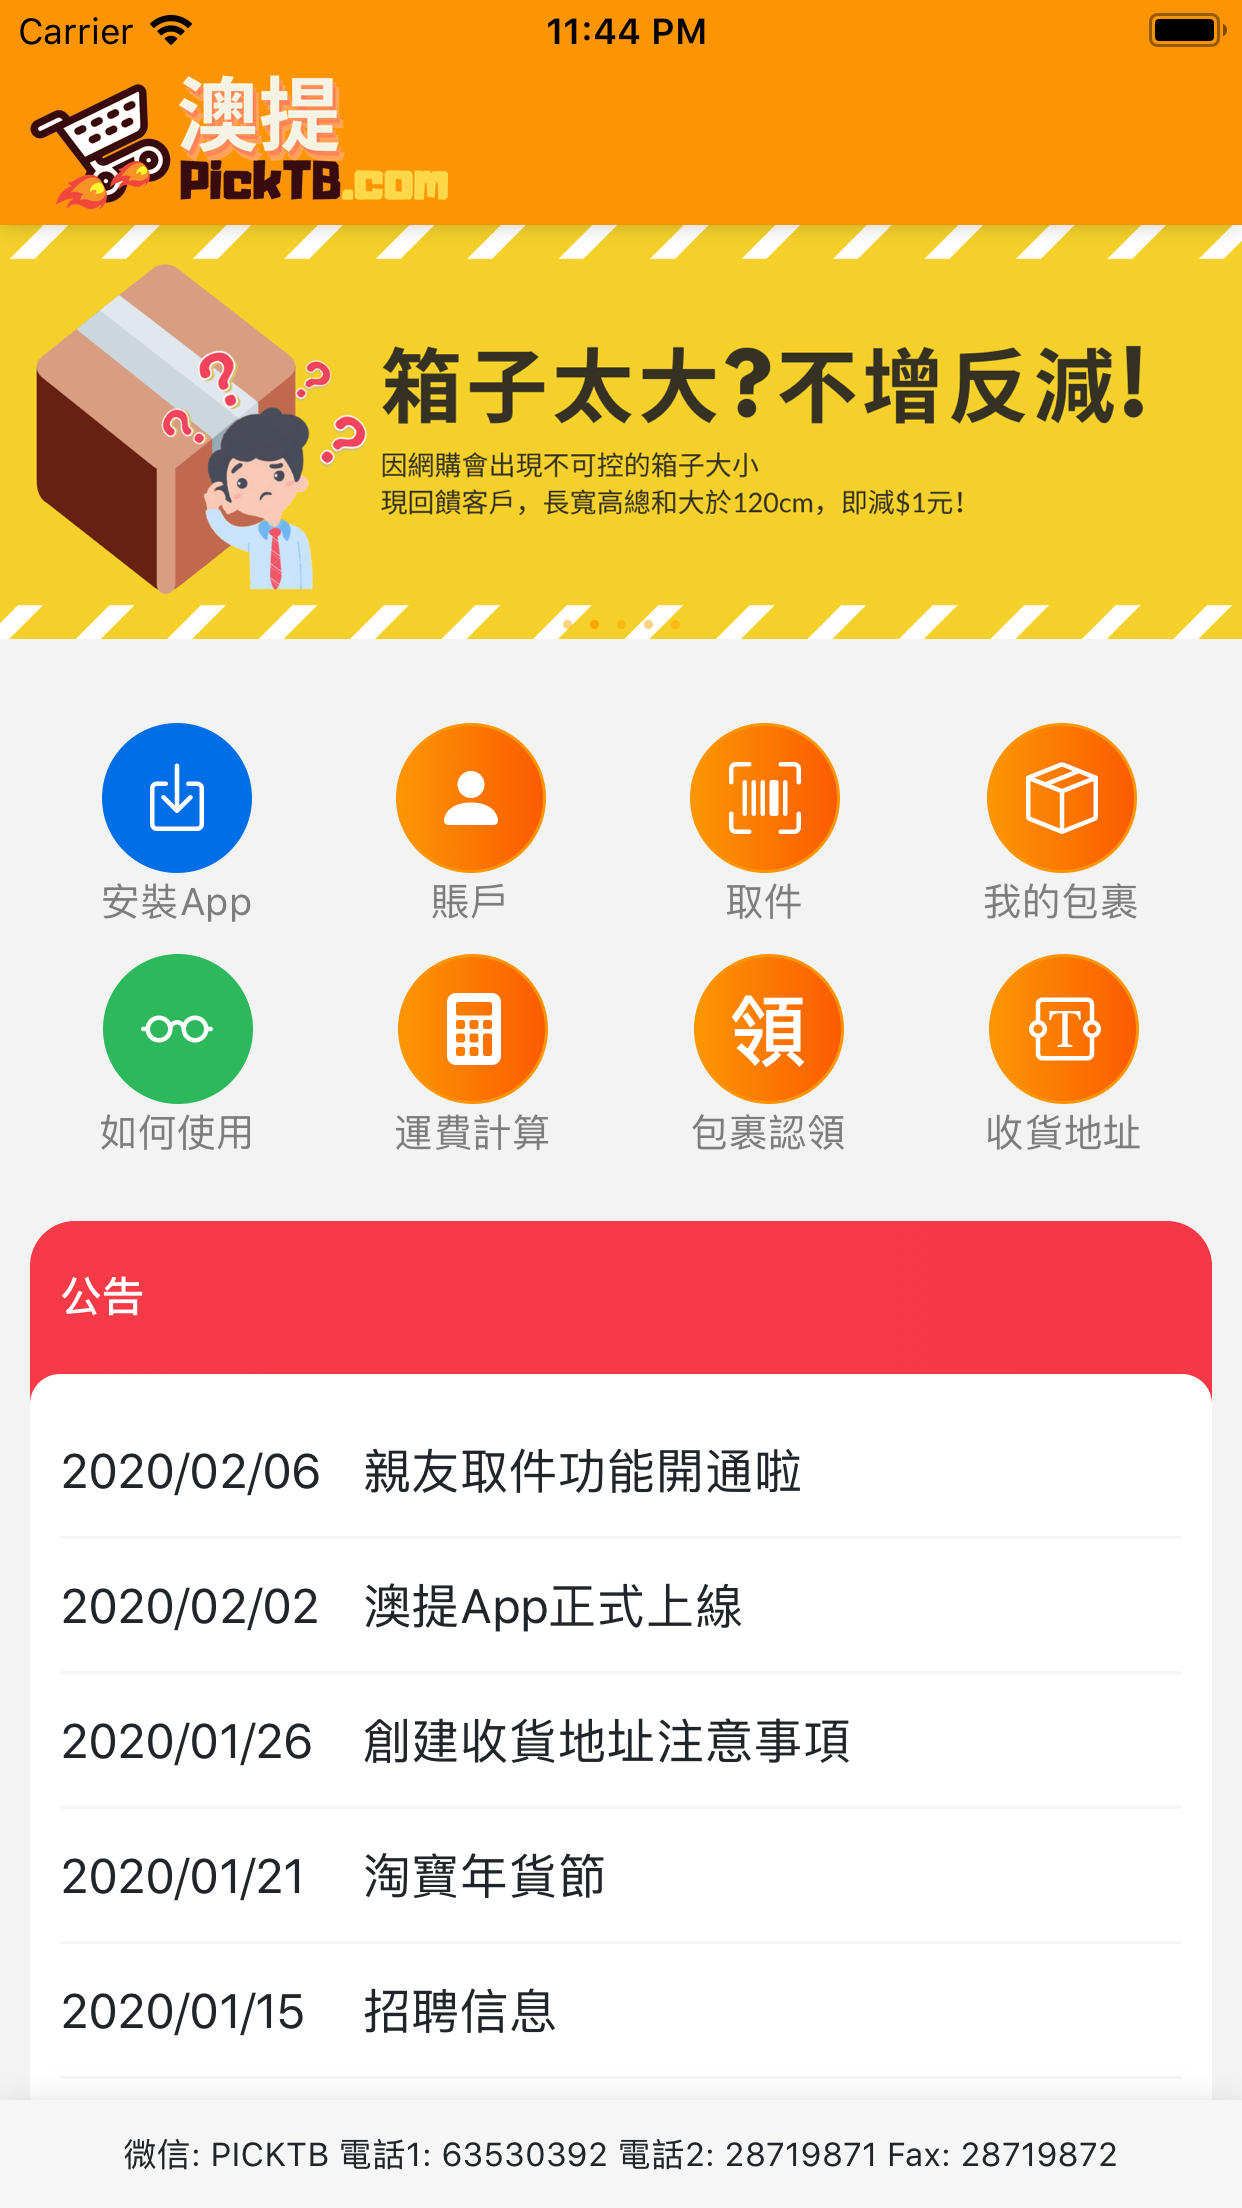 Carrier 11:44 PM
澳提
PickTB.com
箱子太大?不增反減!
因網購會出現不可控的箱子大小
現回饋客戶，長寬高總和大於120cm，即減$1元!
安裝App 賬戶 取件 我的包裹
領
如何使用 運費計算 包裹認領 收貨地址
公告
2020/02/06 親友取件功能開通啦
2020/02/02 澳提App正式上線
2020/01/26 創建收貨地址注意事項
2020/01/21 淘寶年貨節
2020/01/15 招聘信息
微信: PICKTB 電話1: 63530392 電話2: 28719871 Fax: 28719872